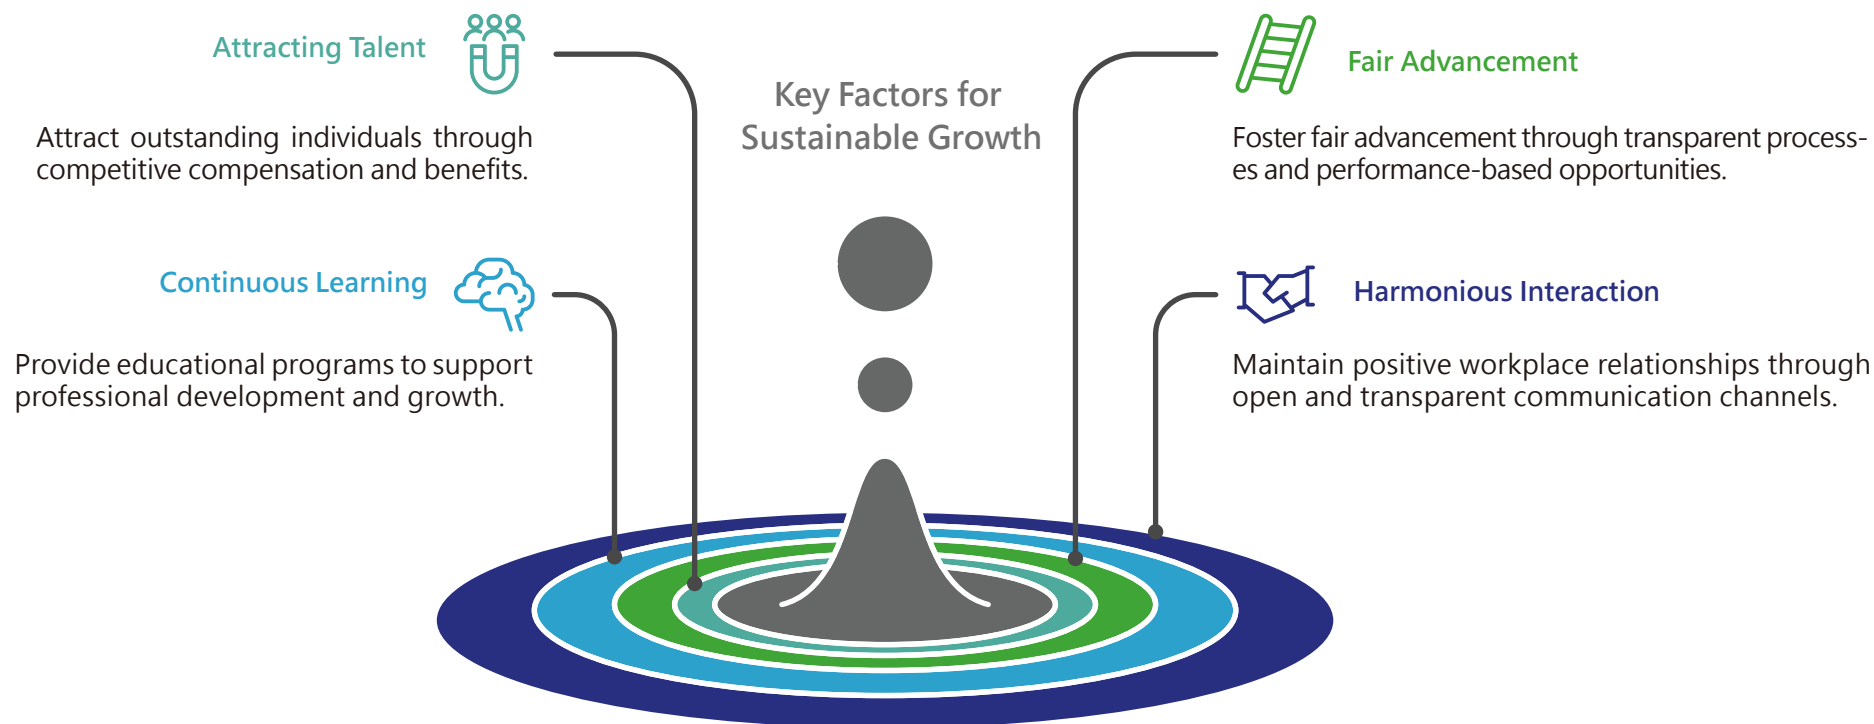 Key Factors for
Sustainable Growth
Attracting Talent
Attract outstanding individuals through
competitive compensation and benefits.
Continuous Learning
Provide educational programs to support
professional development and growth.
Fair Advancement
Foster fair advancement through transparent process-
es and performance-based opportunities.
Harmonious Interaction
Maintain positive workplace relationships through
open and transparent communication channels.